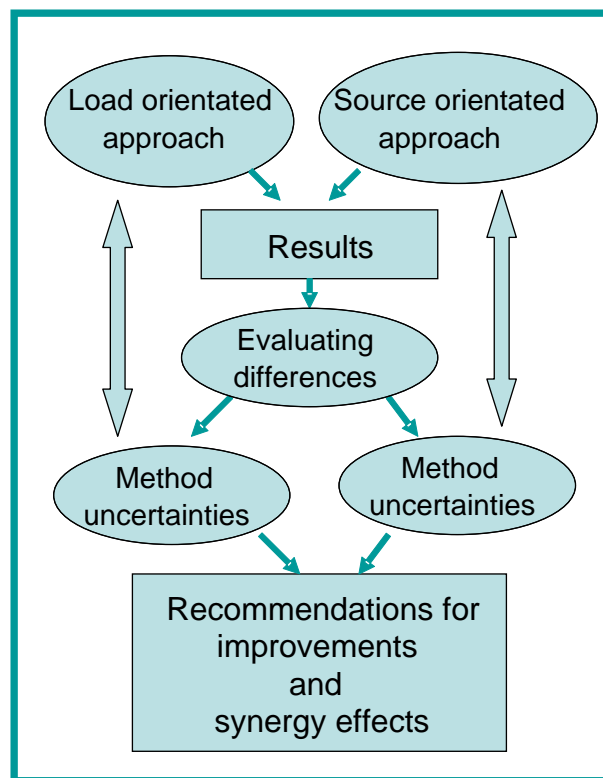 Load orientated
approach
Source orientated
approach
Results
Evaluating
differences
Method
uncertainties
Method
uncertainties
Recommendations for
improvements
and
synergy effects